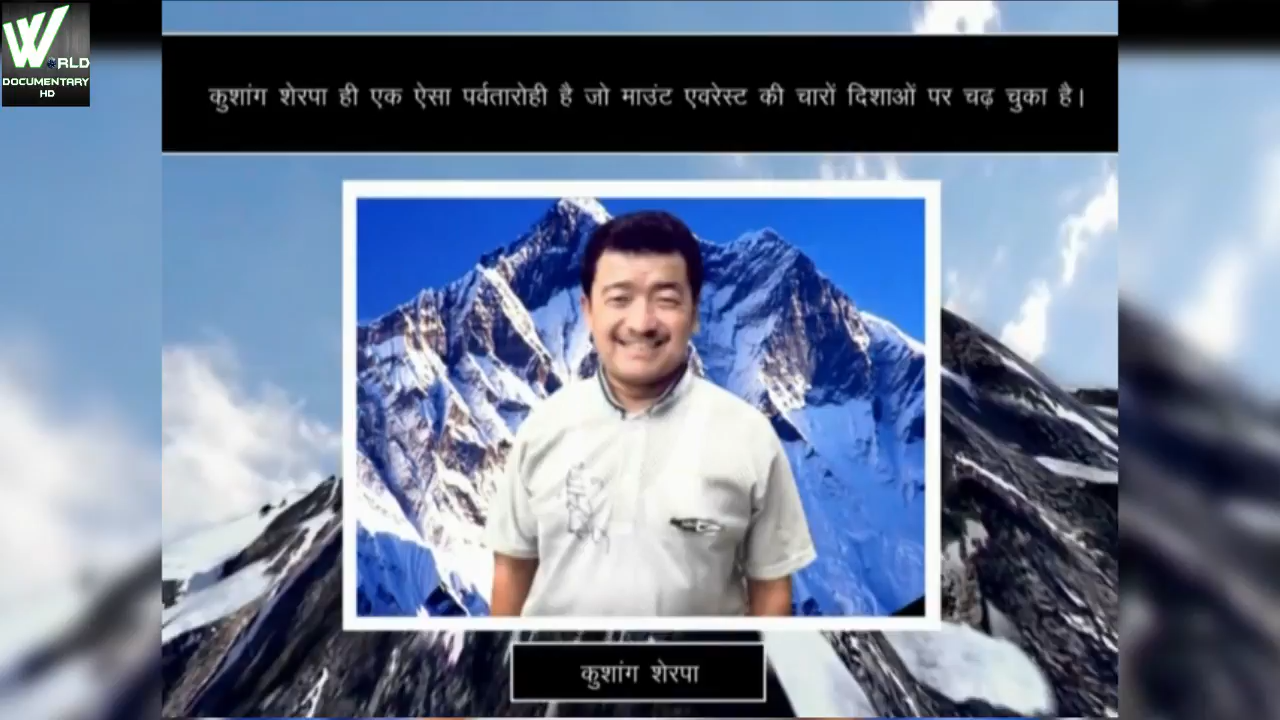 WORLD
DOCUMENTARY
HD
कुशांग शेरपा ही एक ऐसा पर्वतारोही है जो माउंट एवरेस्ट की चारों दिशाओं पर चढ़ चुका है।
कुशांग शेरपा